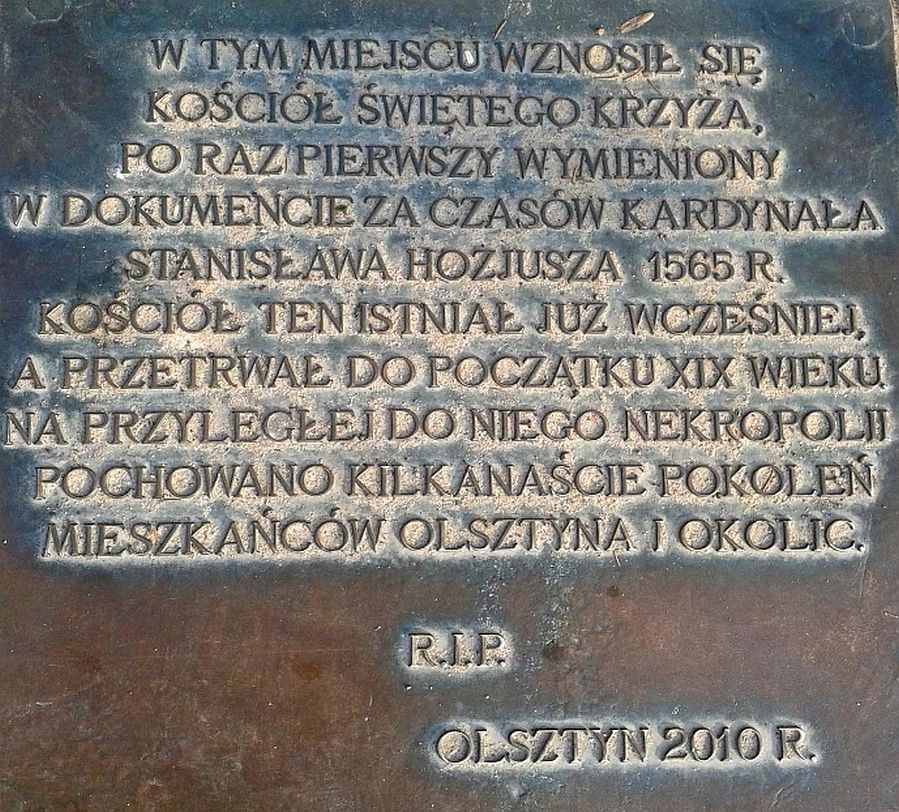 W TYM MIEJSCU WZNOSIŁ SIĘ
KOŚCIÓŁ ŚWIĘTEGO KRZYŻA,
PO RAZ PIERWSZY WYMIENIONY
W DOKUMENCIE ZA CZASÓW KARDYNAŁA
STANISŁAWA HOZJUSZA 1565 R.
KOŚCIÓŁ TEN ISTNIAŁ JUŻ WCZEŚNIEJ,
A PRZETRWAŁ DO POCZĄTKU XIX WIEKU.
NA PRZYLEGŁEJ DO NIEGO NEKROPOLII
POCHOWANO KILKANAŚCIE POKOLEŃ
MIESZKAŃCÓW OLSZTYNA I OKOLIC.
R.I.P.
OLSZTYN 2010 R.